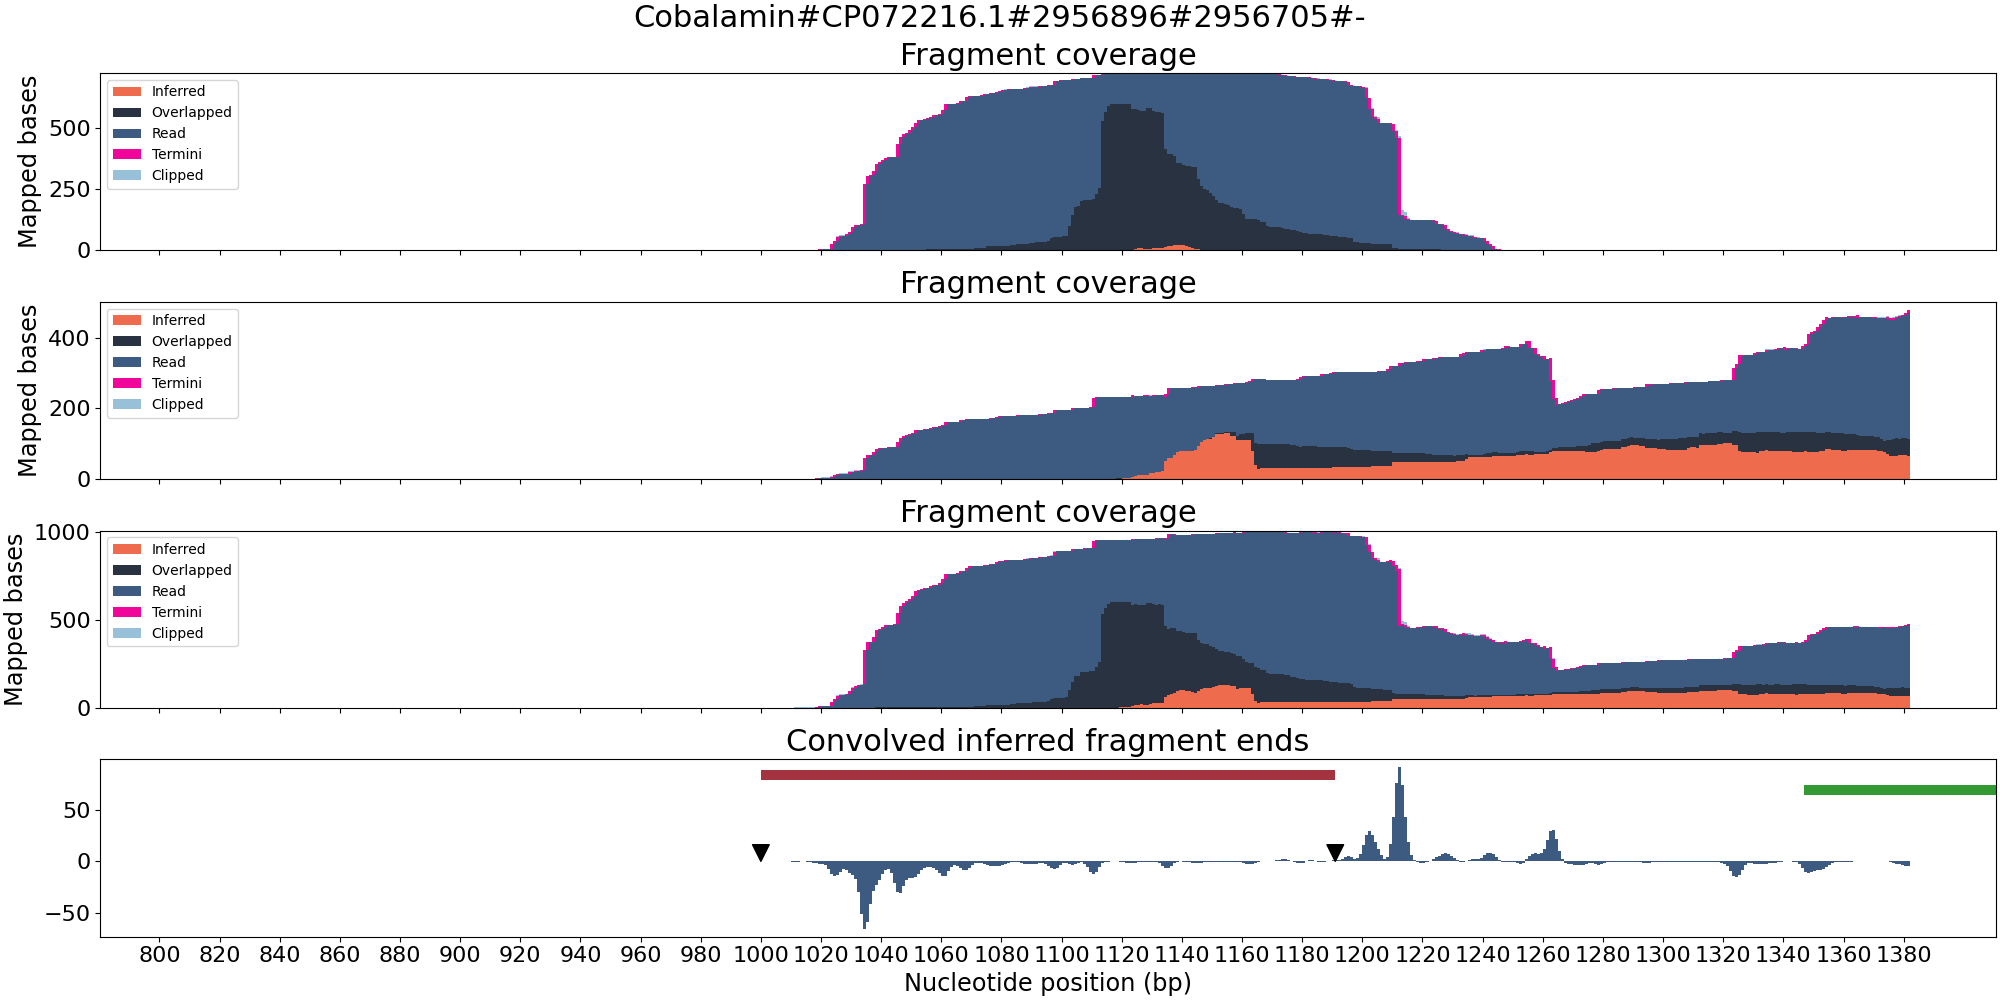 Cobalamin#CP072216.1#2956896#2956705#-
Fragment coverage
Mapped bases
500
250
0
Inferred
Overlapped
Read
Termini
Clipped
Fragment coverage
Mapped bases
400
200
0
Inferred
Overlapped
Read
Termini
Clipped
Fragment coverage
Mapped bases
1000
500
0
Inferred
Overlapped
Read
Termini
Clipped
Convolved inferred fragment ends
50
0
−50
800 820 840 860 880 900 920 940 960 980 1000 1020 1040 1060 1080 1100 1120 1140 1160 1180 1200 1220 1240 1260 1280 1300 1320 1340 1360 1380
Nucleotide position (bp)